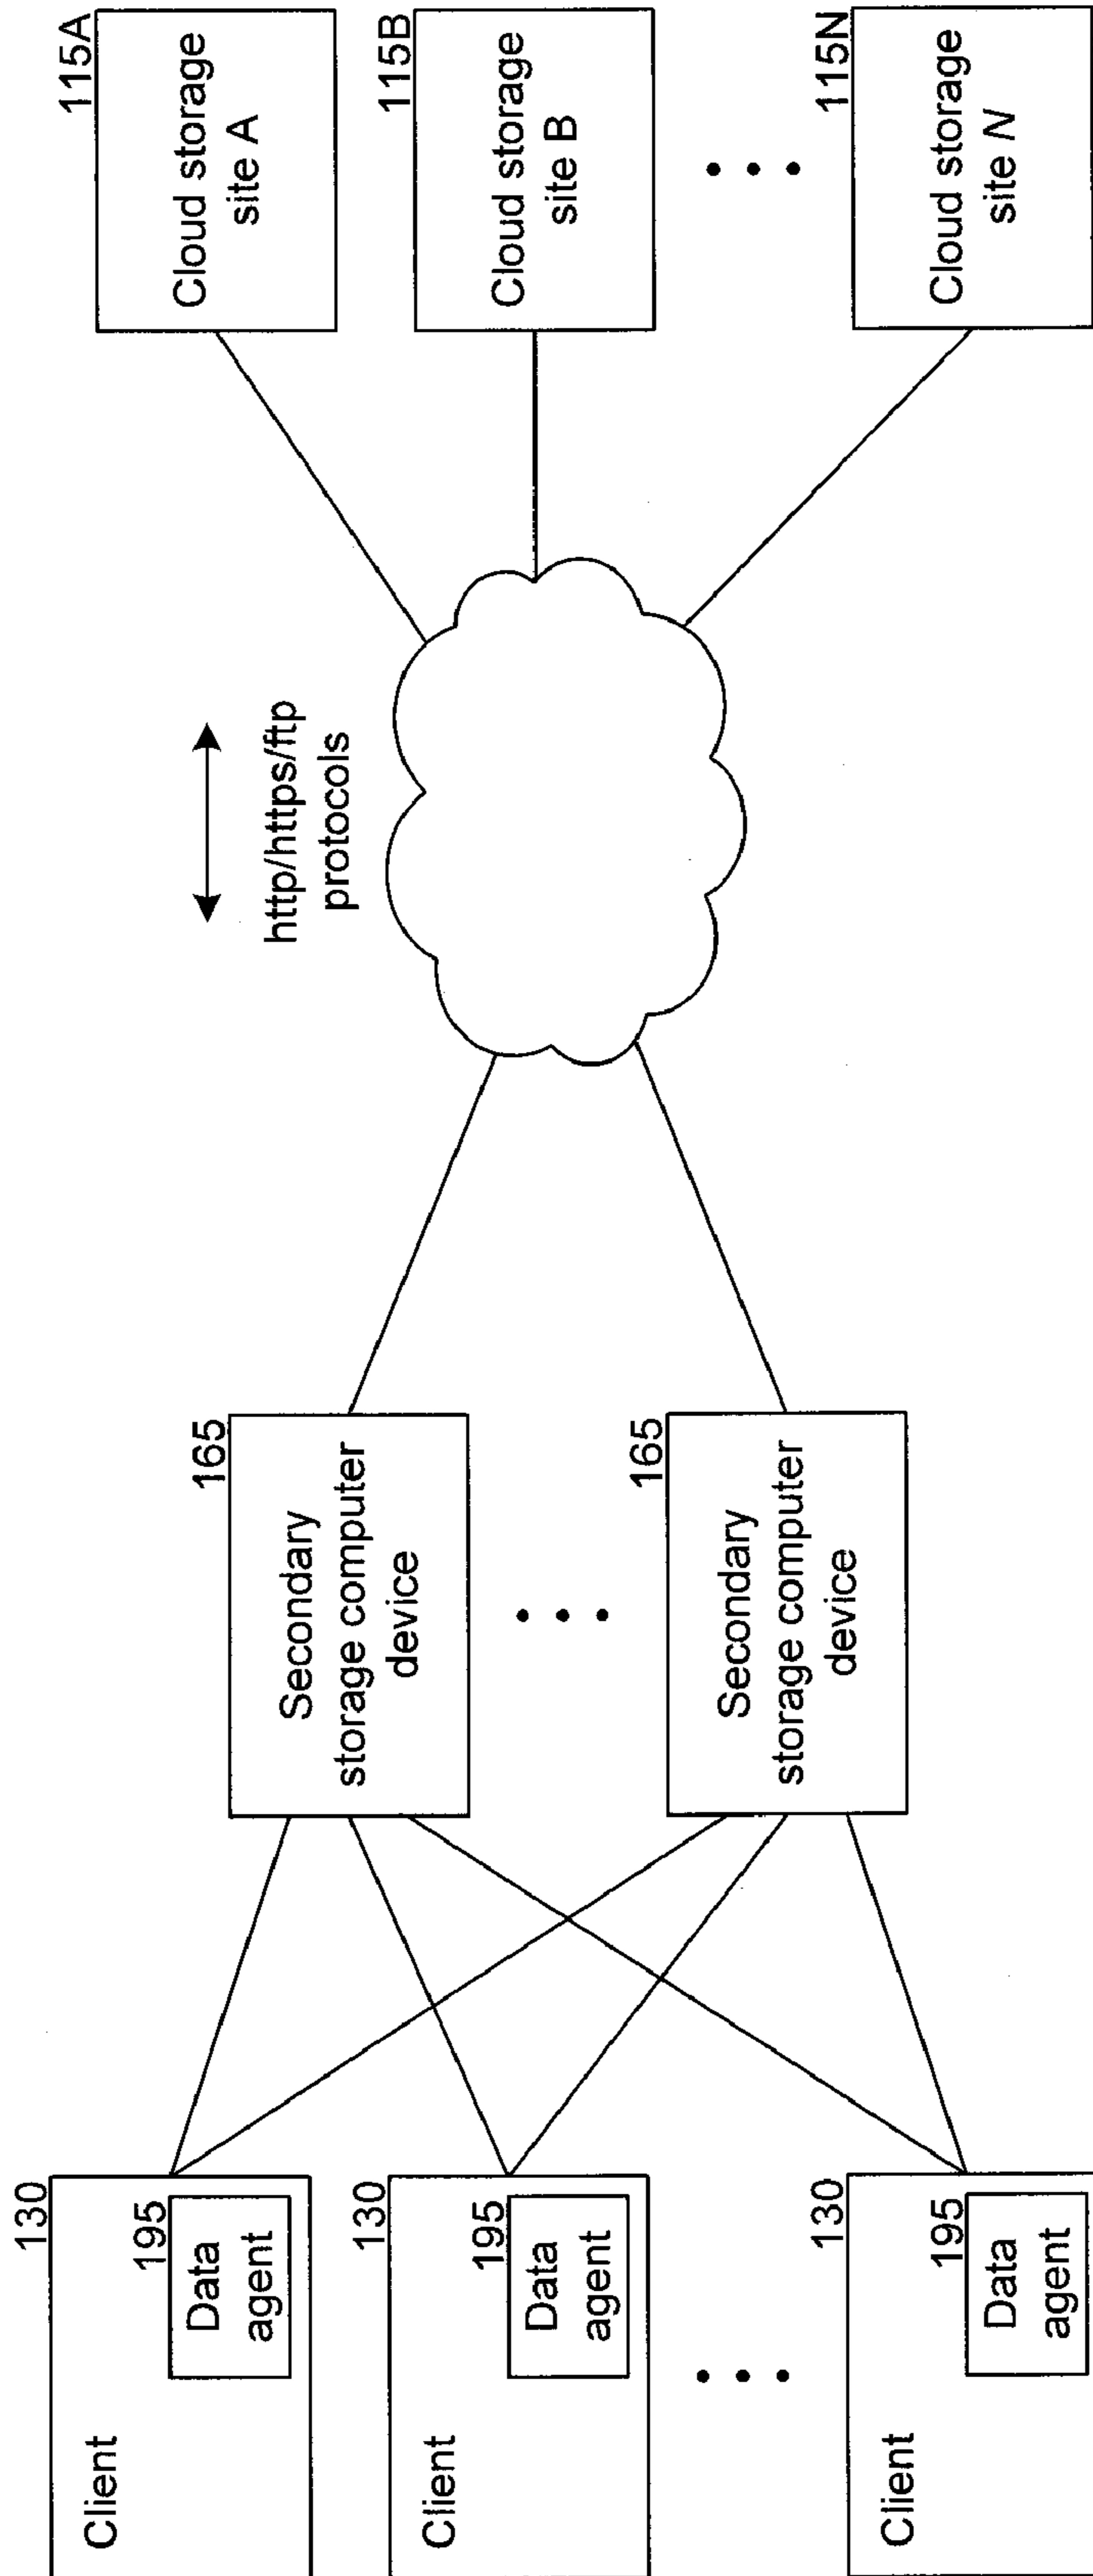 130
Client
195
Data
agent
130
Client
195
Data
agent
130
Client
195
Data
agent
165
Secondary
storage computer
device
165
Secondary
storage computer
device
http/https/ftp
protocols
115A
Cloud storage
site A
115B
Cloud storage
site B
115N
Cloud storage
site N